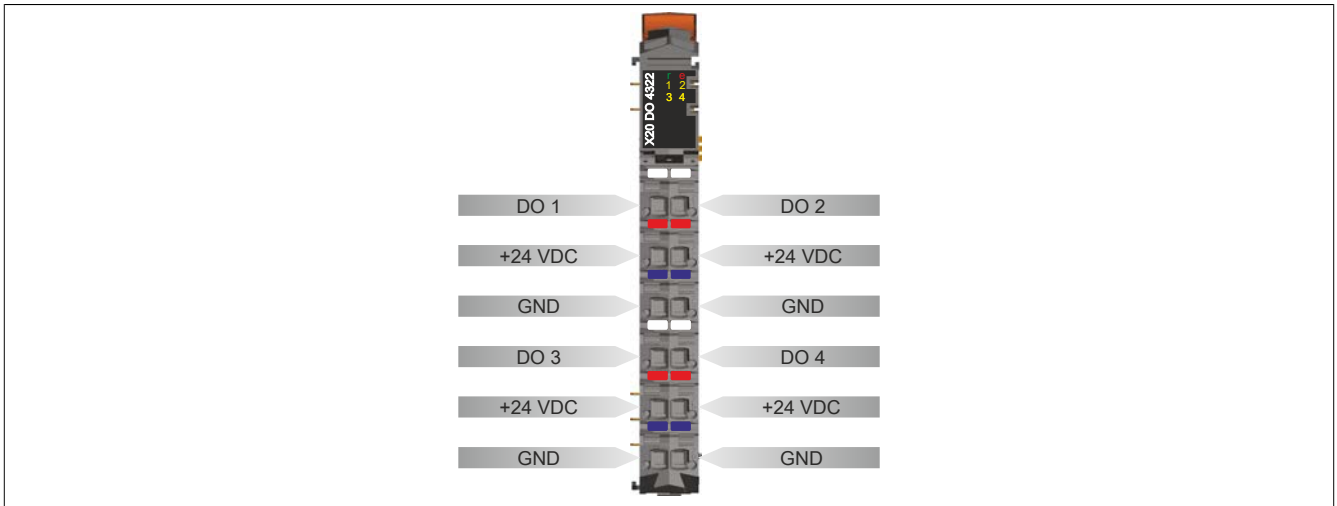 X20 DO 4322
r e
1 2
3 4
DO 1 DO 2
+24 VDC +24 VDC
GND GND
DO 3 DO 4
+24 VDC +24 VDC
GND GND